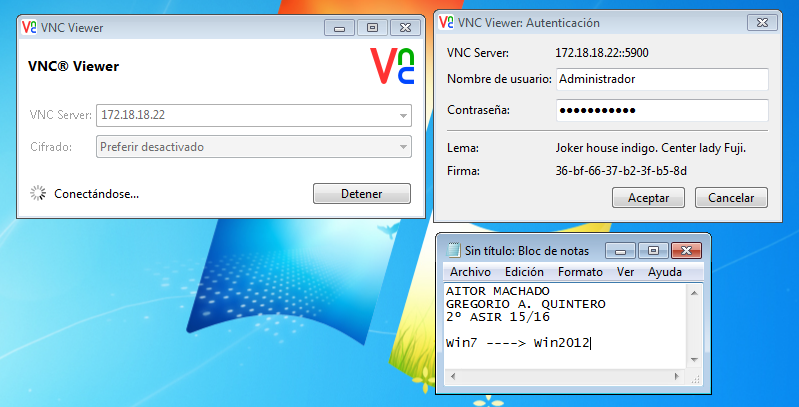 VNC Viewer
VNC® Viewer
VNC
VNC Server: 172.18.18.22
Cifrado: Preferir desactivado
Conectándose... Detener
VNC Viewer: Autenticación
VNC Server: 172.18.18.22::5900
Nombre de usuario: Administrador
Contraseña: ●●●●●●●●●●●
Lema: Joker house indigo. Center lady Fuji.
Firma: 36-bf-66-37-b2-3f-b5-8d
Aceptar Cancelar
Sin título: Bloc de notas
Archivo Edición Formato Ver Ayuda
AITOR MACHADO
GREGORIO A. QUINTERO
2º ASIR 15/16
Win7 ----> Win2012